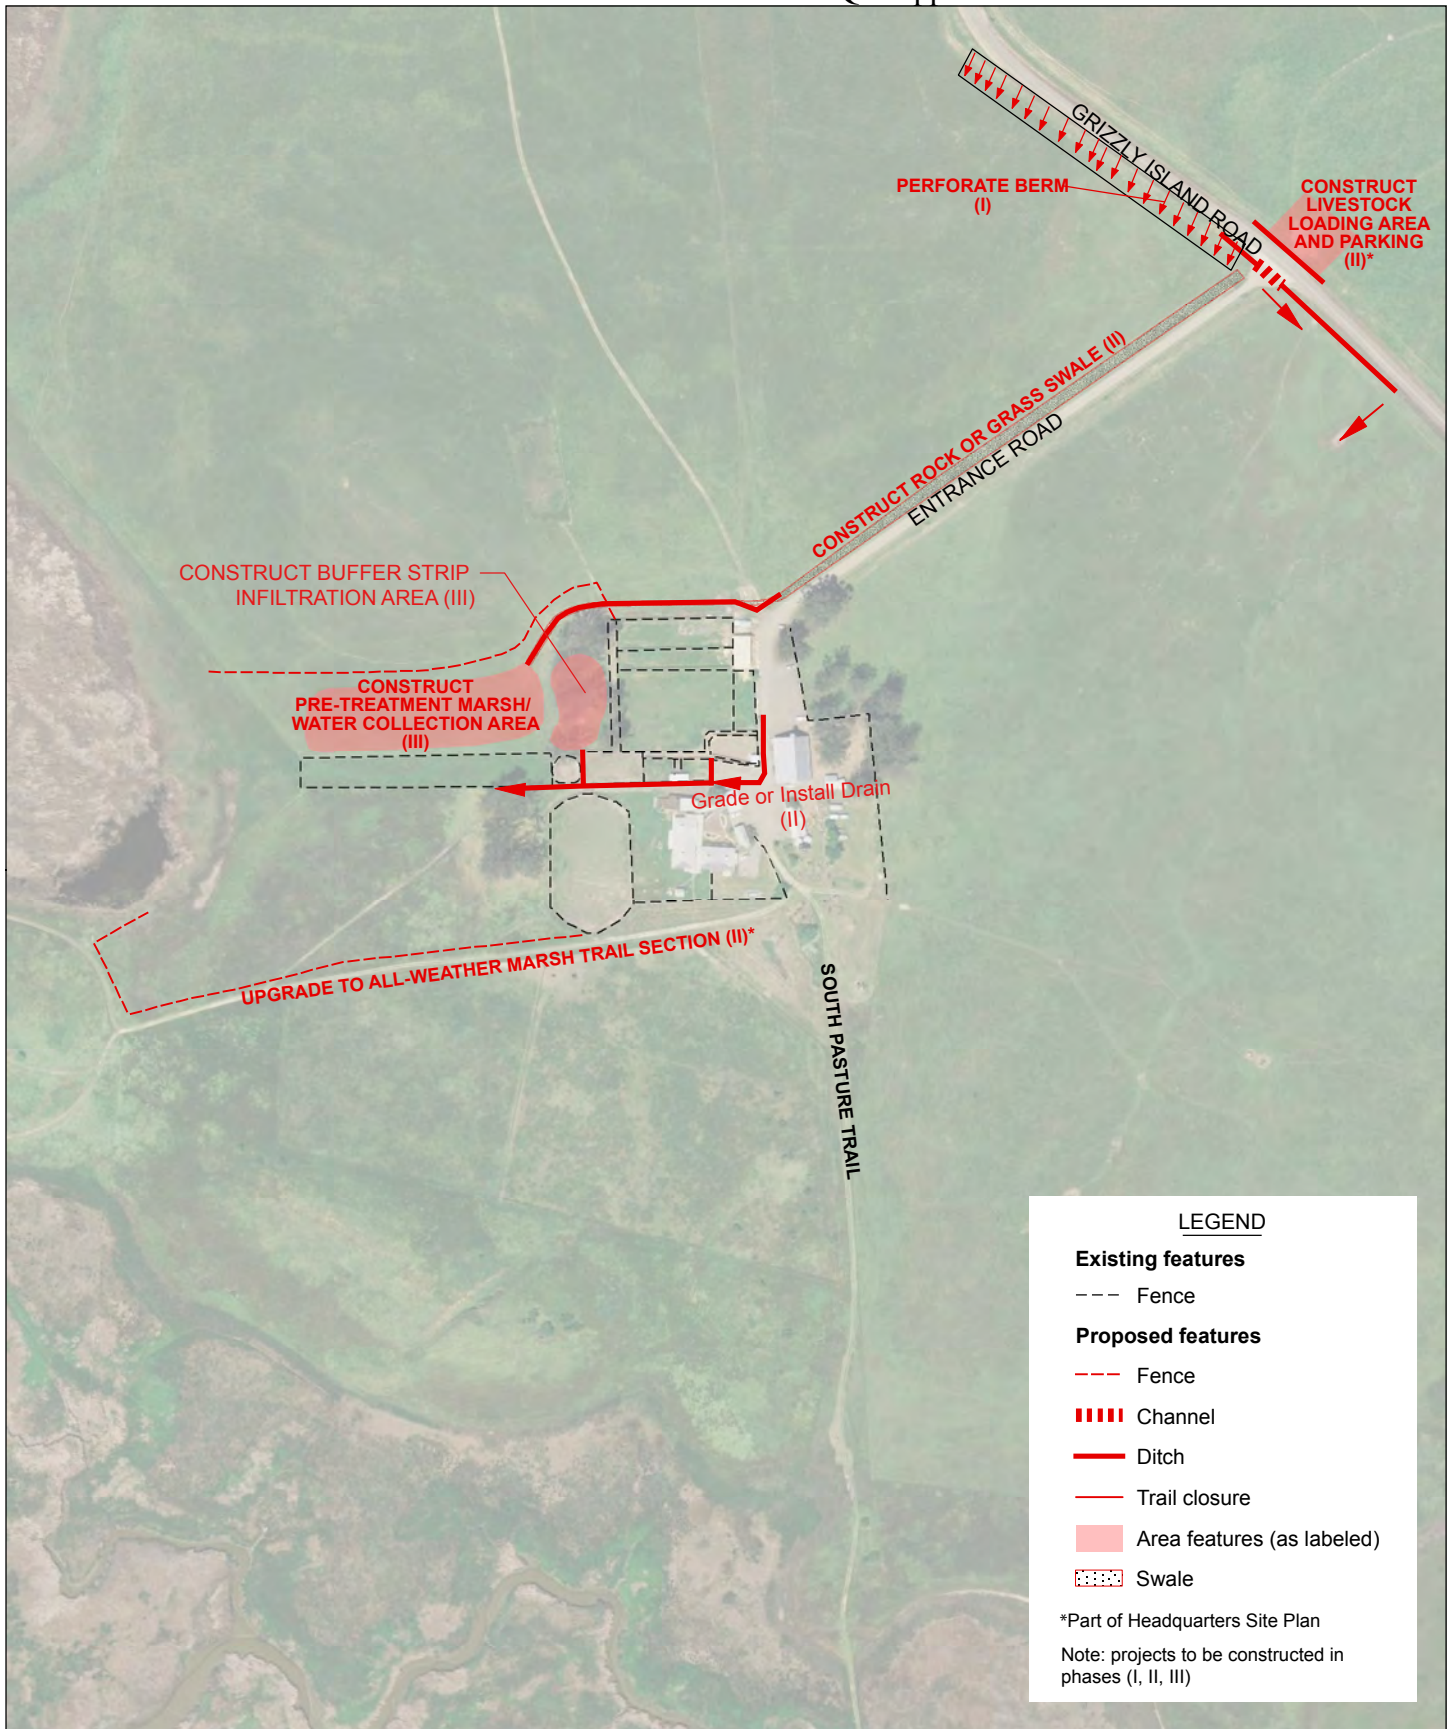 GRIZZLY ISLAND ROAD
PERFORATE BERM
(I)
CONSTRUCT
LIVESTOCK
LOADING AREA
AND PARKING
(II)*
CONSTRUCT ROCK OR GRASS SWALE (II)
ENTRANCE ROAD
CONSTRUCT BUFFER STRIP
INFILTRATION AREA (III)
CONSTRUCT
PRE-TREATMENT MARSH/
WATER COLLECTION AREA
(III)
Grade or Install Drain
(II)
UPGRADE TO ALL-WEATHER MARSH TRAIL SECTION (II)*
SOUTH PASTURE TRAIL
LEGEND
Existing features
Fence
Proposed features
Fence
Channel
Ditch
Trail closure
Area features (as labeled)
Swale
*Part of Headquarters Site Plan
Note: projects to be constructed in
phases (I, II, III)